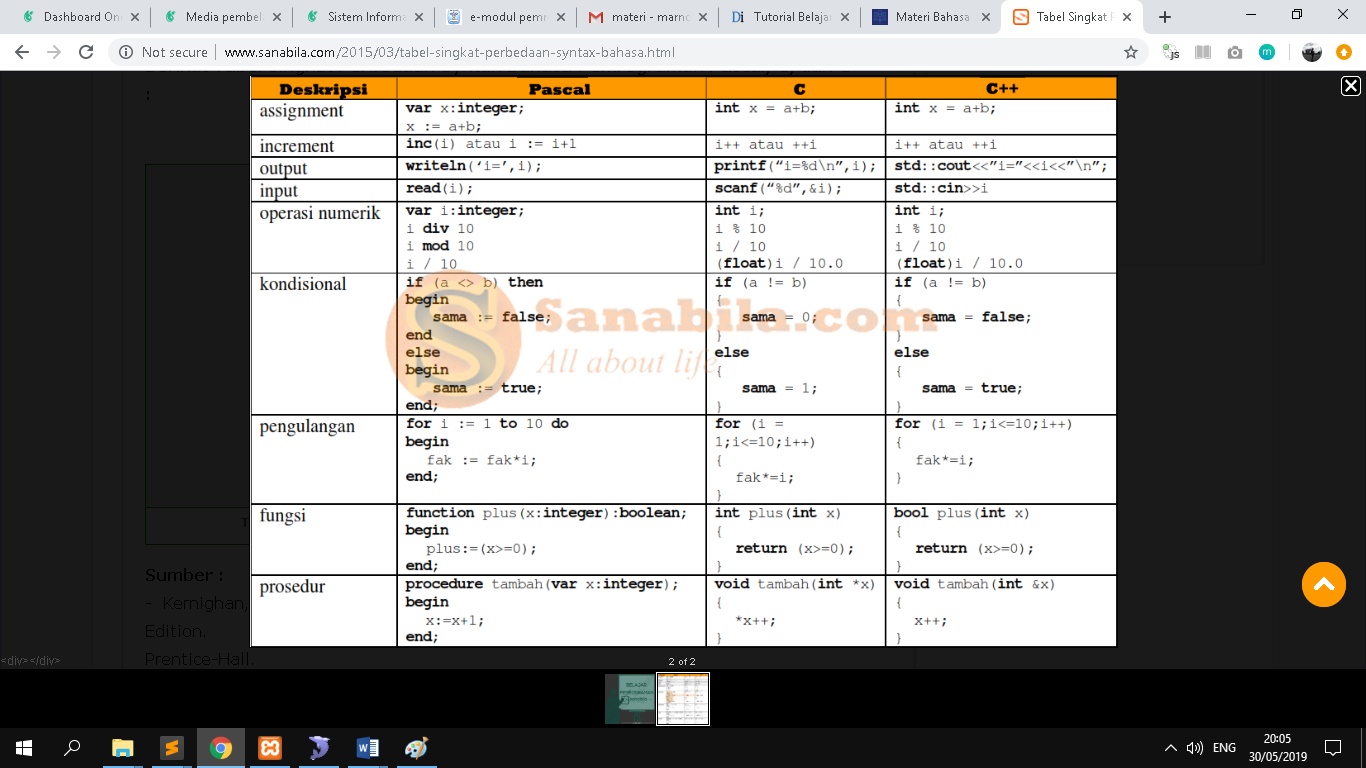 Dashboard On
Media pembel
Sistem Informa
e-modul pemr
materi - marno
Tutorial Belajar
Materi Bahasa
Tabel Singkat P
Not secure | www.sanabila.com/2015/03/tabel-singkat-perbedaan-syntax-bahasa.html
:
Deskripsi Pascal C C++
assignment
var x:integer;
x := a+b;
int x = a+b;
int x = a+b;
increment
inc(i) atau i := i+1
i++ atau ++i
i++ atau ++i
output
writeln(‘i=’,i);
printf(“i=%d\n”,i);
std::cout<<”i=”<<i<<”\n”;
input
read(i);
scanf(“%d”,&i);
std::cin>>i
operasi numerik
var i:integer;
i div 10
i mod 10
i / 10
int i;
i % 10
i / 10
(float)i / 10.0
int i;
i % 10
i / 10
(float)i / 10.0
kondisional
if (a <> b) then
begin
sama := false;
end
else
begin
sama := true;
end;
if (a != b)
{
sama = 0;
}
else
{
sama = 1;
}
if (a != b)
{
sama = false;
}
else
{
sama = true;
}
Sanabila.com
All about life
pengulangan
for i := 1 to 10 do
begin
fak := fak*i;
end;
for (i =
1;i<=10;i++)
{
fak*=i;
}
for (i = 1;i<=10;i++)
{
fak*=i;
}
fungsi
function plus(x:integer):boolean;
begin
plus:=(x>=0);
end;
int plus(int x)
{
return (x>=0);
}
bool plus(int x)
{
return (x>=0);
}
prosedur
procedure tambah(var x:integer);
begin
x:=x+1;
end;
void tambah(int *x)
{
*x++;
}
void tambah(int &x)
{
x++;
}
Sumber :
- Kernighan,
Edition.
Prentice-Hall.
<div></div>
2 of 2
ENG
20:05
30/05/2019